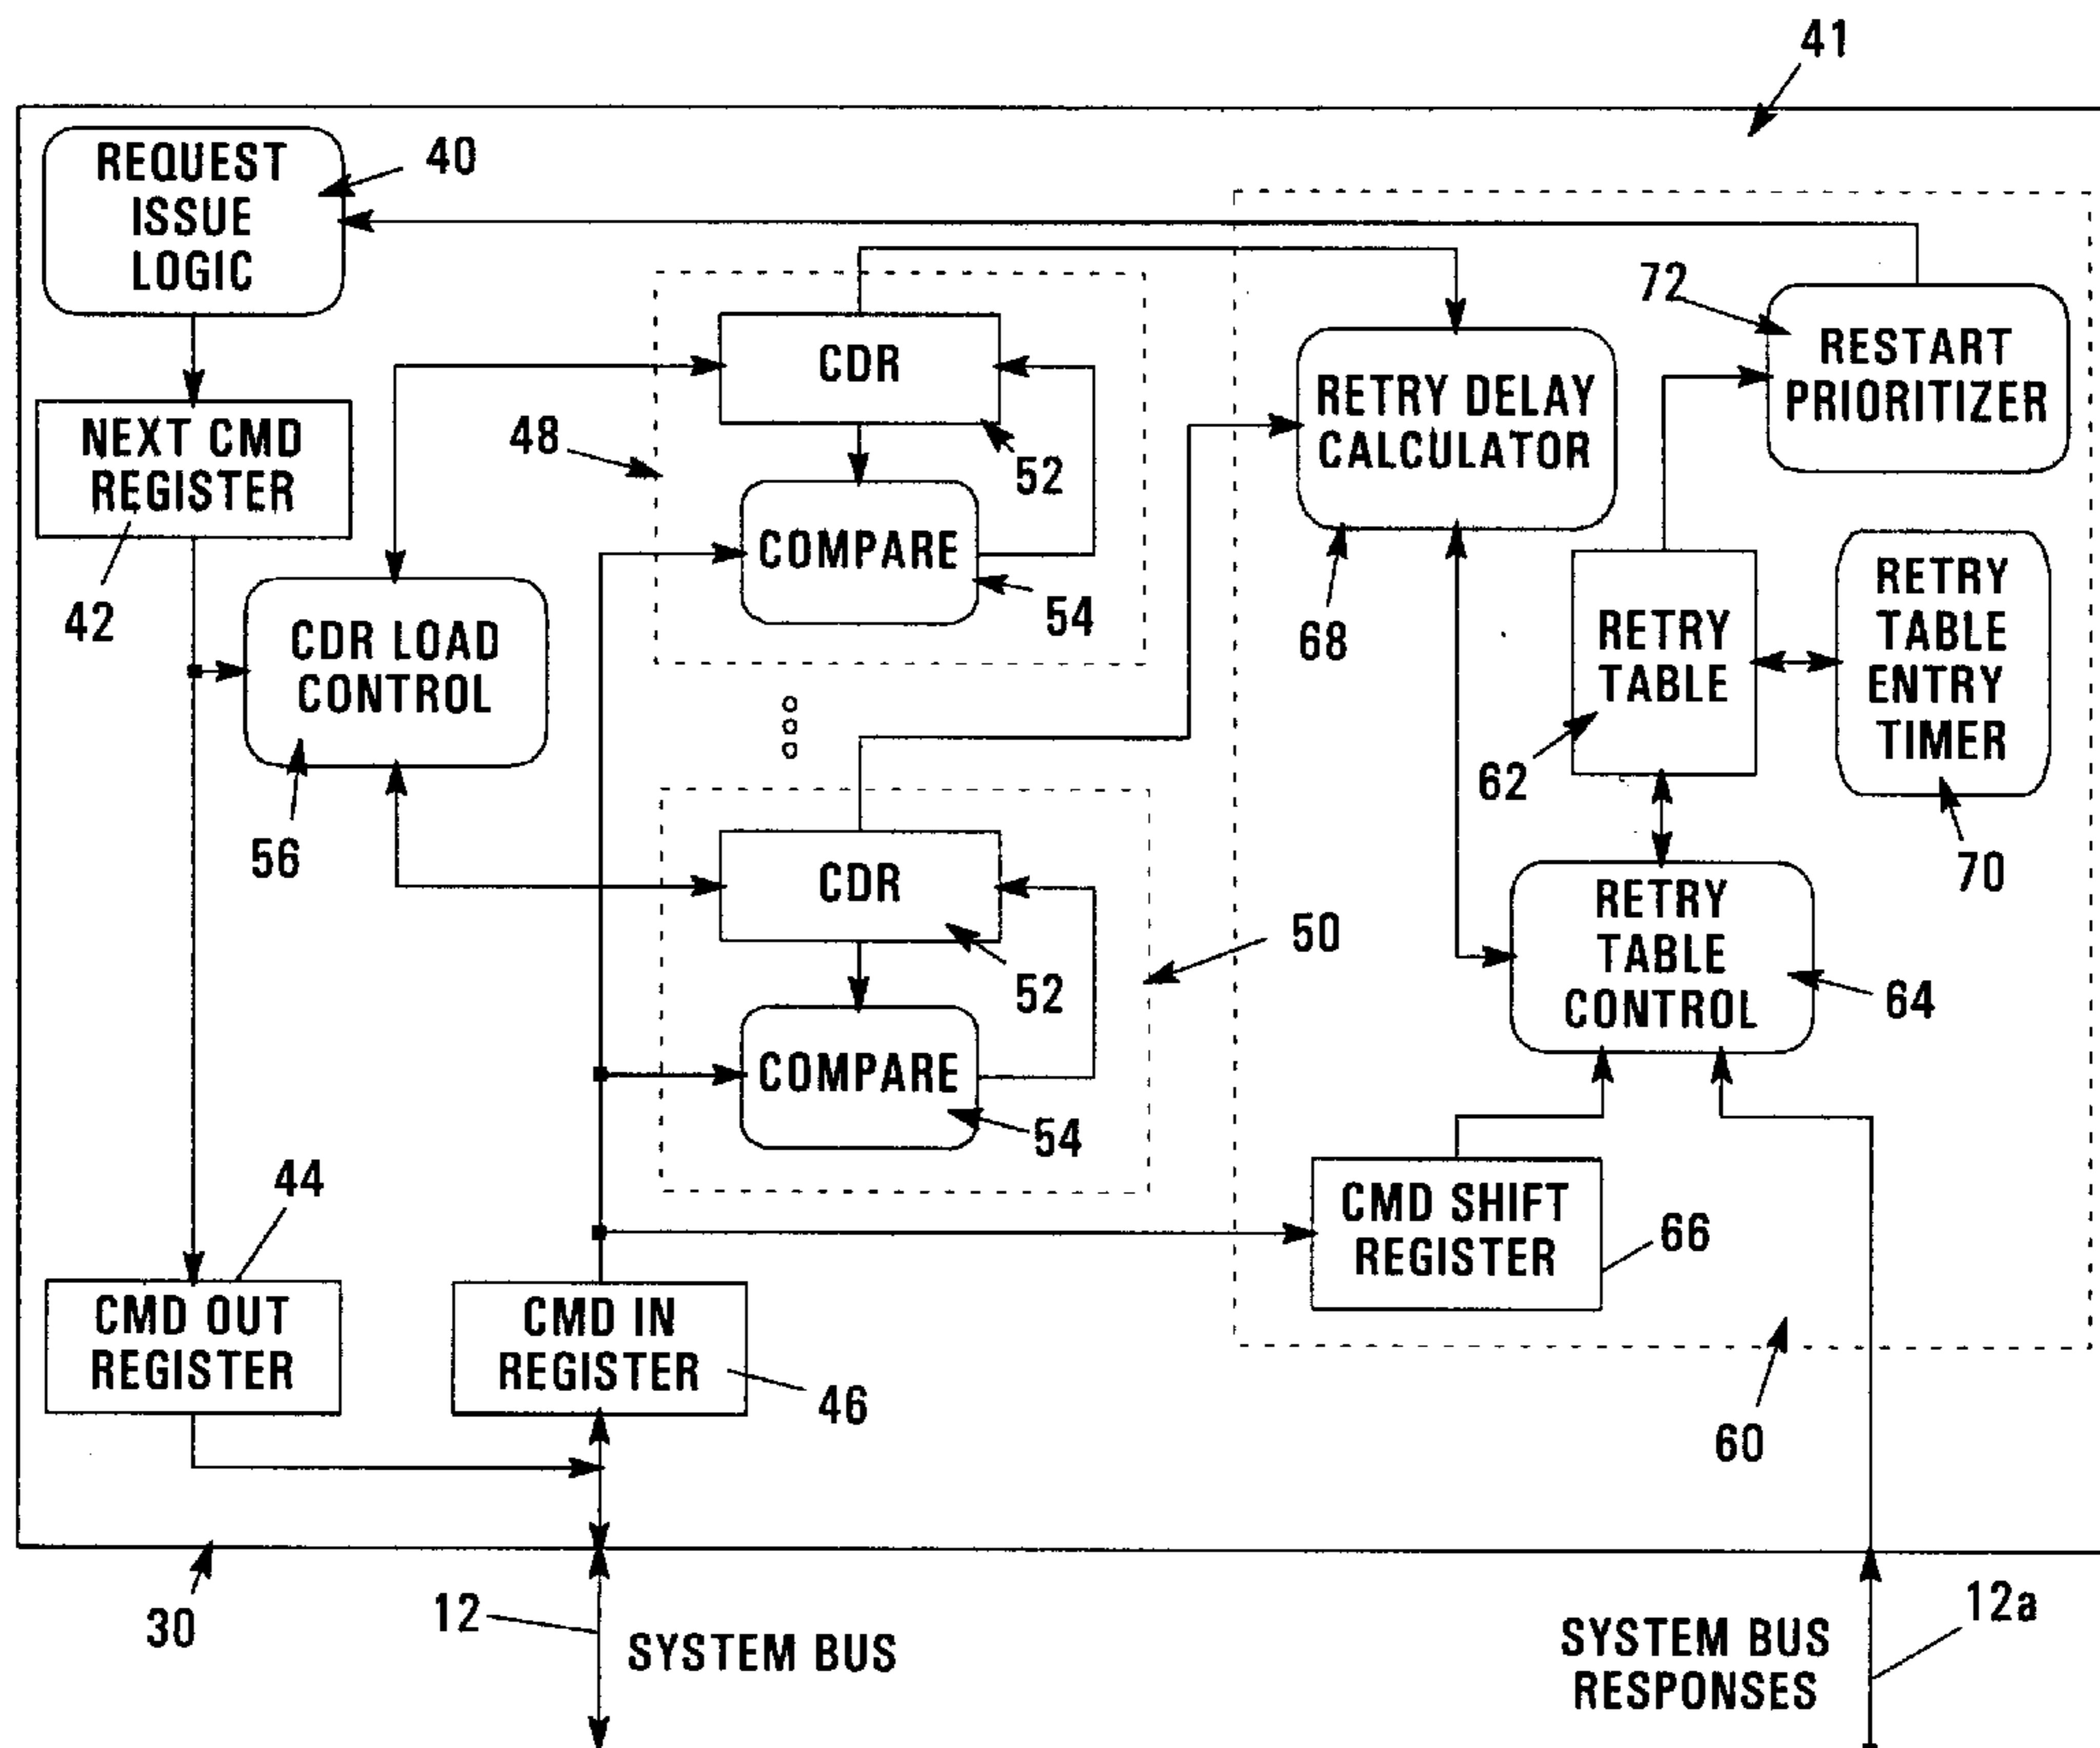 41
REQUEST
ISSUE
LOGIC
40
NEXT CMD
REGISTER
42
CDR LOAD
CONTROL
56
48
CDR
52
COMPARE
54
CDR
52
COMPARE
54
50
RETRY DELAY
CALCULATOR
68
72
RESTART
PRIORITIZER
RETRY
TABLE
62
RETRY
TABLE
ENTRY
TIMER
70
RETRY
TABLE
CONTROL
64
CMD SHIFT
REGISTER
66
60
44
CMD OUT
REGISTER
CMD IN
REGISTER
46
30
12
SYSTEM BUS
SYSTEM BUS
RESPONSES
12a